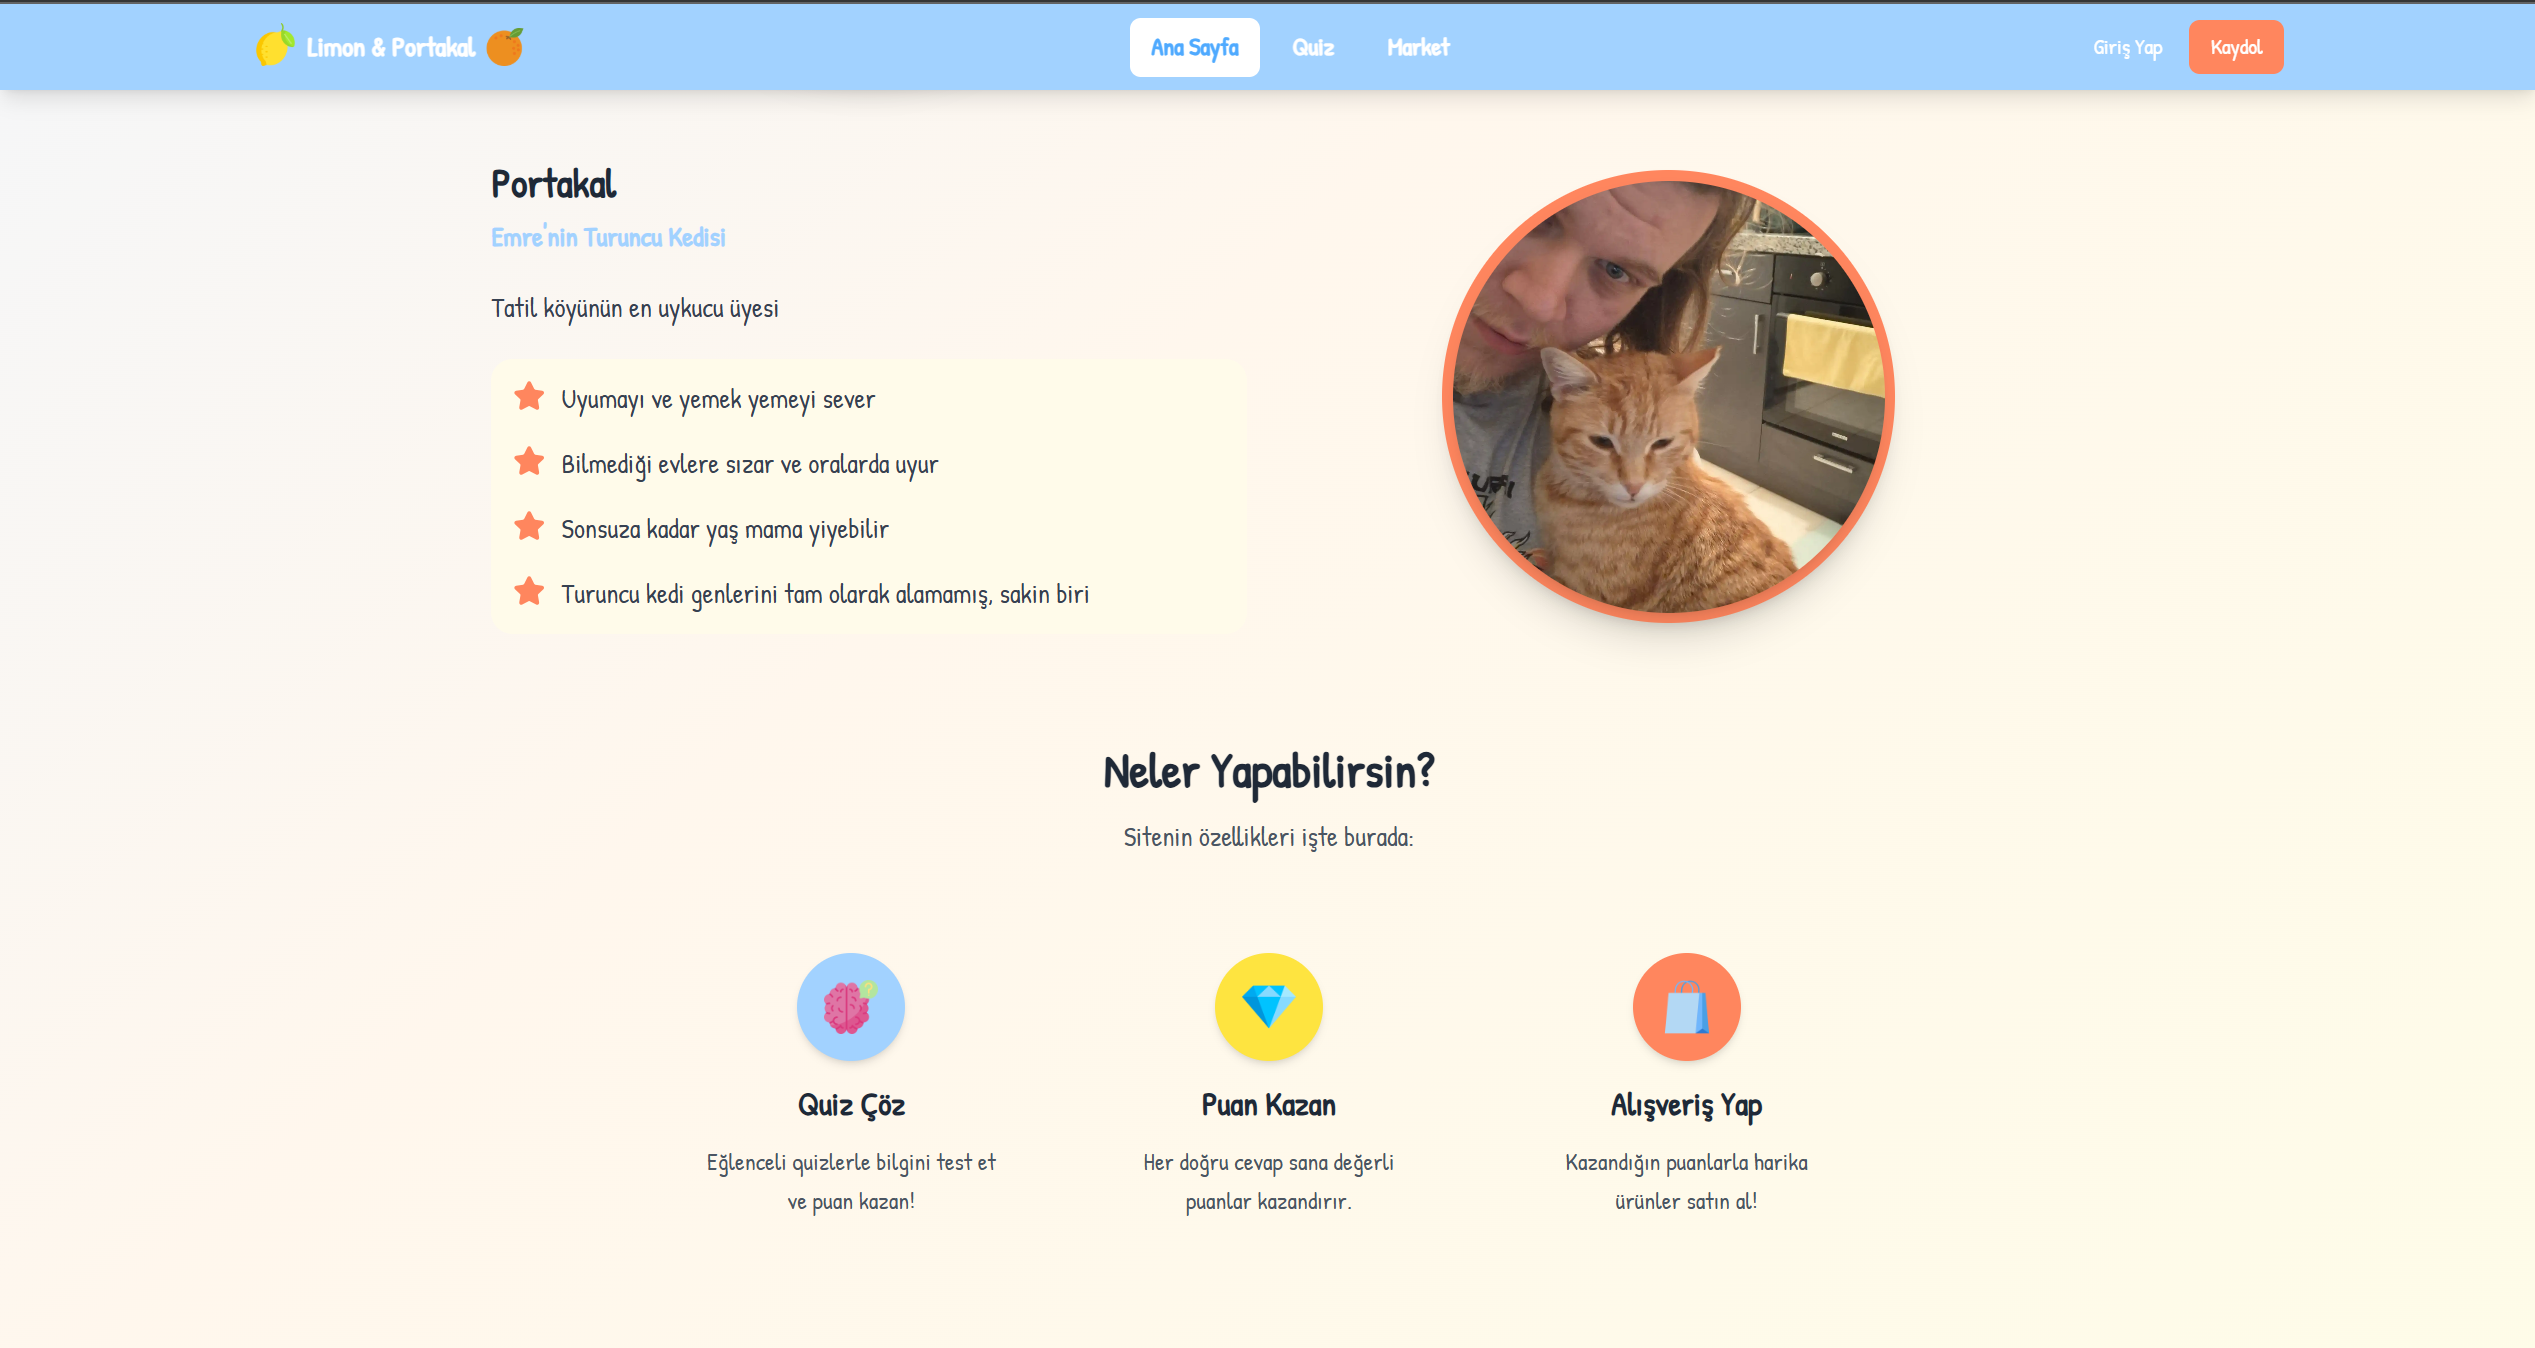 Limon & Portakal
Ana Sayfa
Quiz
Market
Giriş Yap
Kaydol
Portakal
Emre'nin Turuncu Kedisi
Tatil köyünün en uykucu üyesi
Uyumayı ve yemek yemeyi sever
Bilmediği evlere sızar ve oralarda uyur
Sonsuza kadar yaş mama yiyebilir
Turuncu kedi genlerini tam olarak alamamış, sakin biri
Neler Yapabilirsin?
Sitenin özellikleri işte burada:
Quiz Çöz
Eğlenceli quizlerle bilgini test et
ve puan kazan!
Puan Kazan
Her doğru cevap sana değerli
puanlar kazandırır.
Alışveriş Yap
Kazandığın puanlarla harika
ürünler satın al!